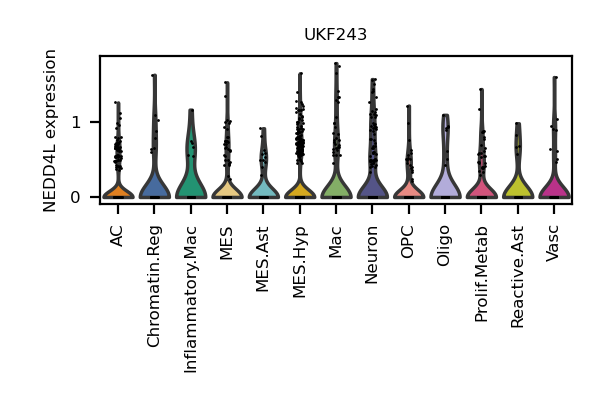 UKF243
NEDD4L expression
1
0
AC
Chromatin.Reg
Inflammatory.Mac
MES
MES.Ast
MES.Hyp
Mac
Neuron
OPC
Oligo
Prolif.Metab
Reactive.Ast
Vasc